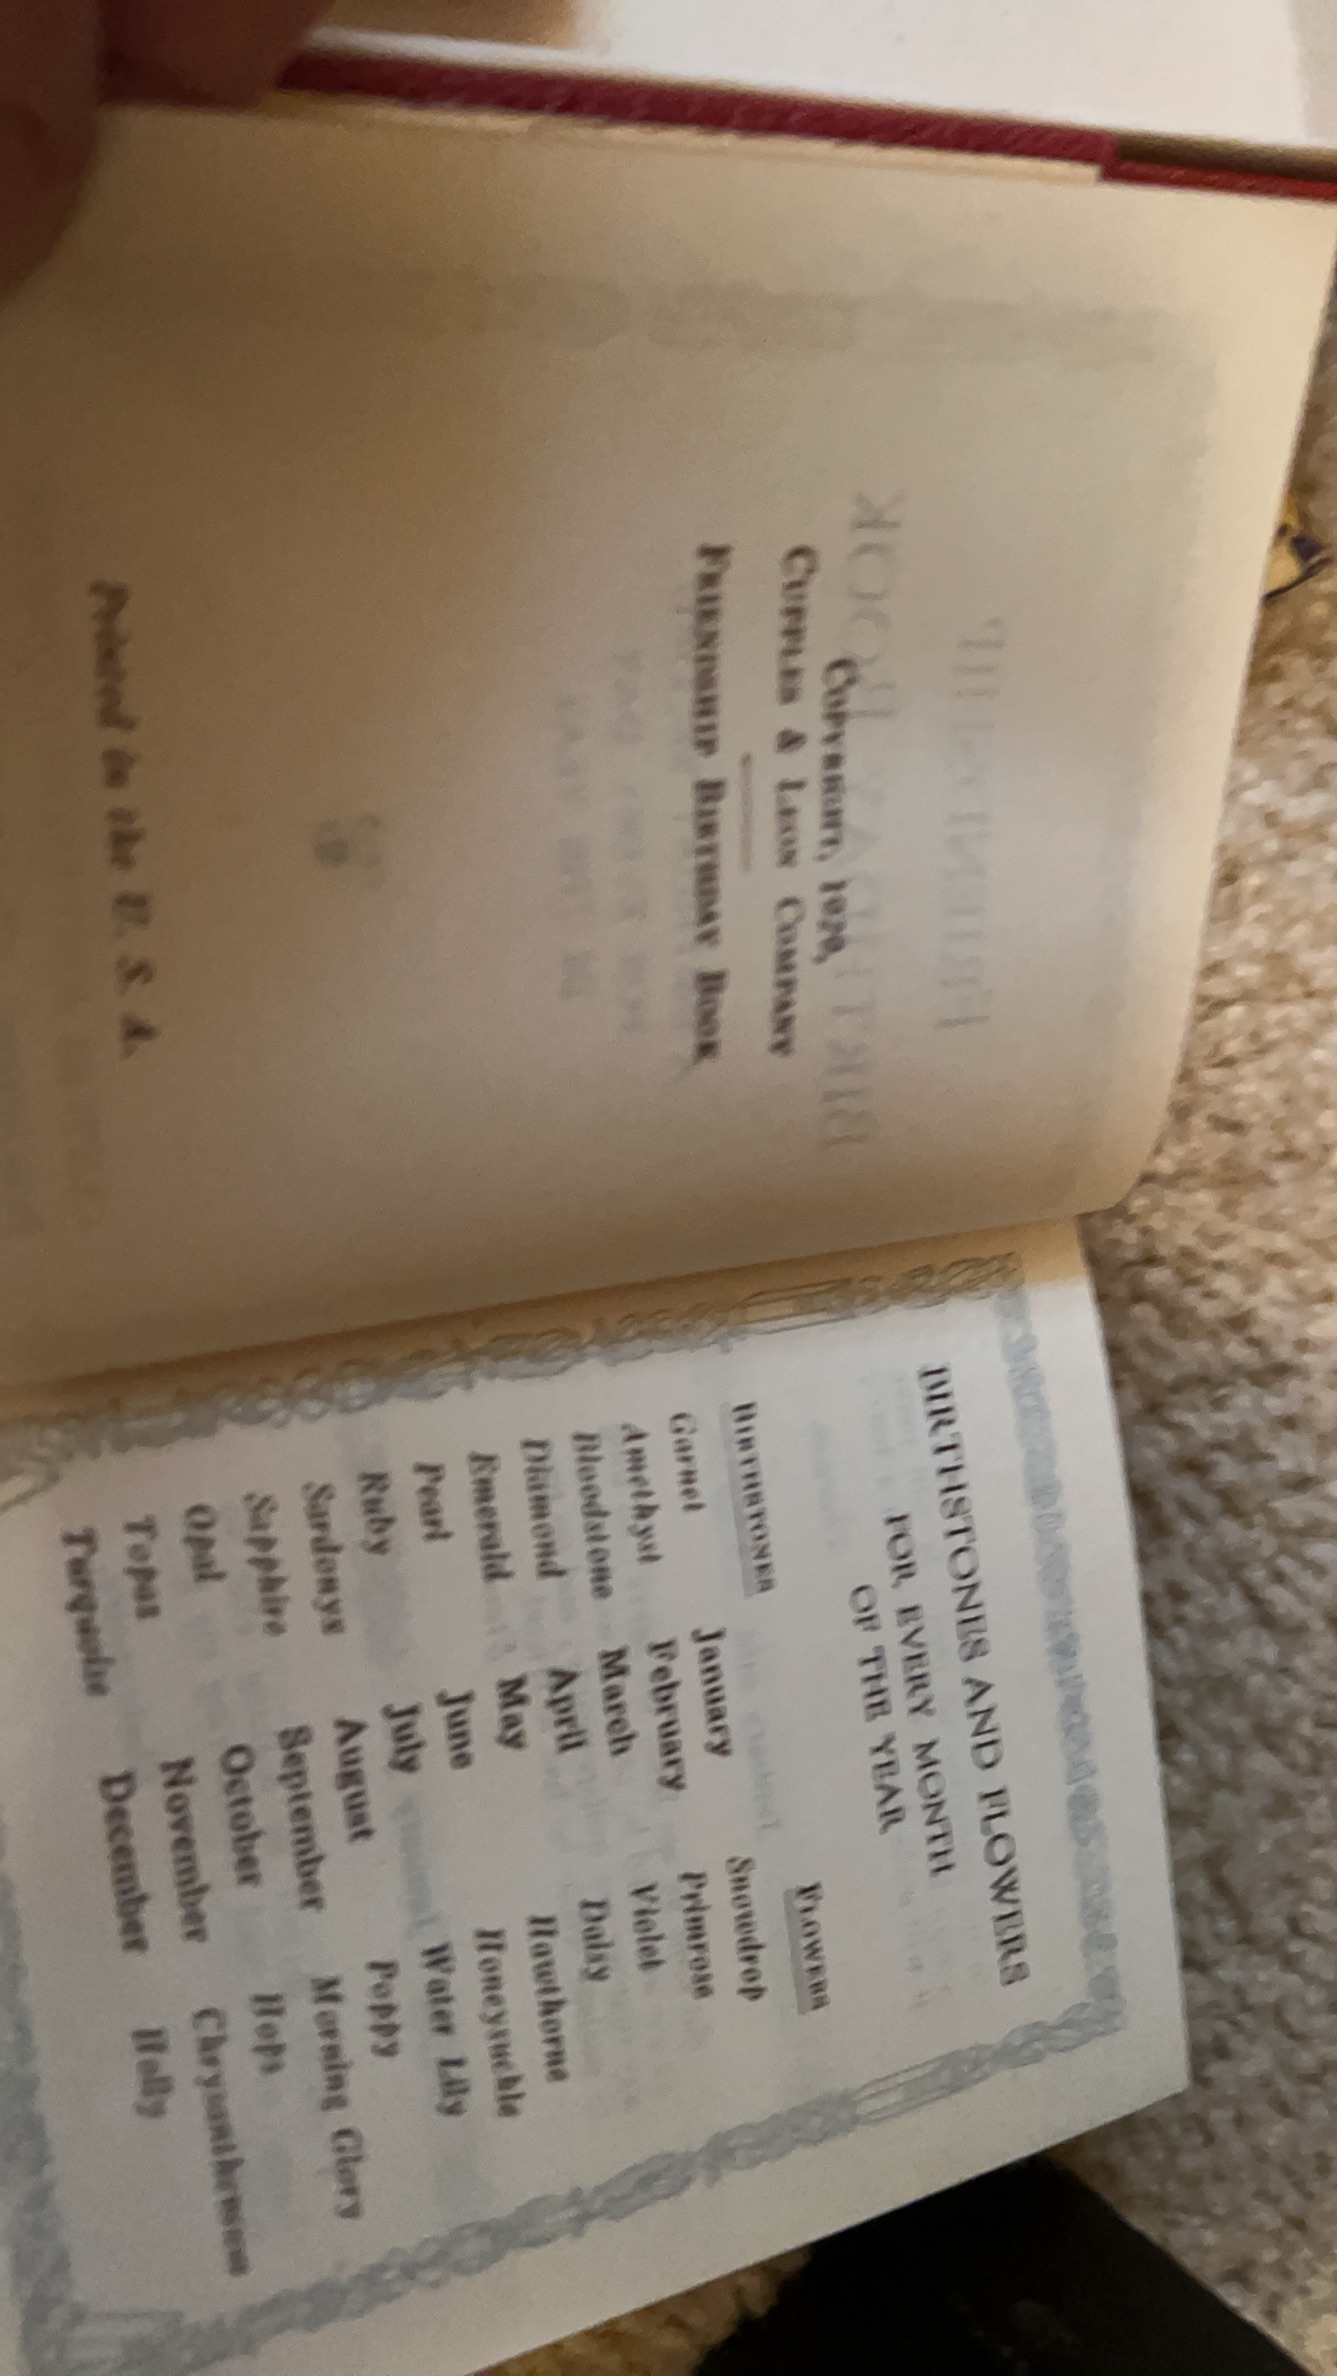 COPYRIGHT, 1929,
CUPPLES & LEON COMPANY
FRIENDSHIP BIRTHDAY BOOK
Printed in the U. S. A.
BIRTHSTONES AND FLOWERS
FOR EVERY MONTH
OF THE YEAR
BIRTHSTONES FLOWERS
Garnet January Snowdrop
Amethyst February Primrose
Bloodstone March Violet
Diamond April Daisy
Emerald May Hawthorne
Pearl June Honeysuckle
Ruby July Water Lily
Sardonyx August Poppy
Sapphire September Morning Glory
Opal October Hops
Topaz November Chrysanthemum
Turquoise December Holly